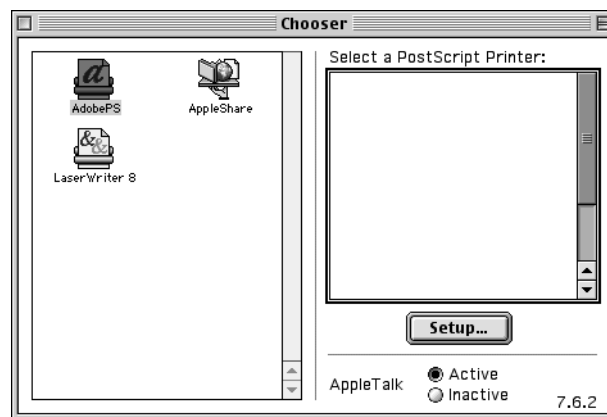 Chooser
AdobePS
AppleShare
LaserWriter 8
Select a PostScript Printer:
Setup...
AppleTalk
Active
Inactive
7.6.2